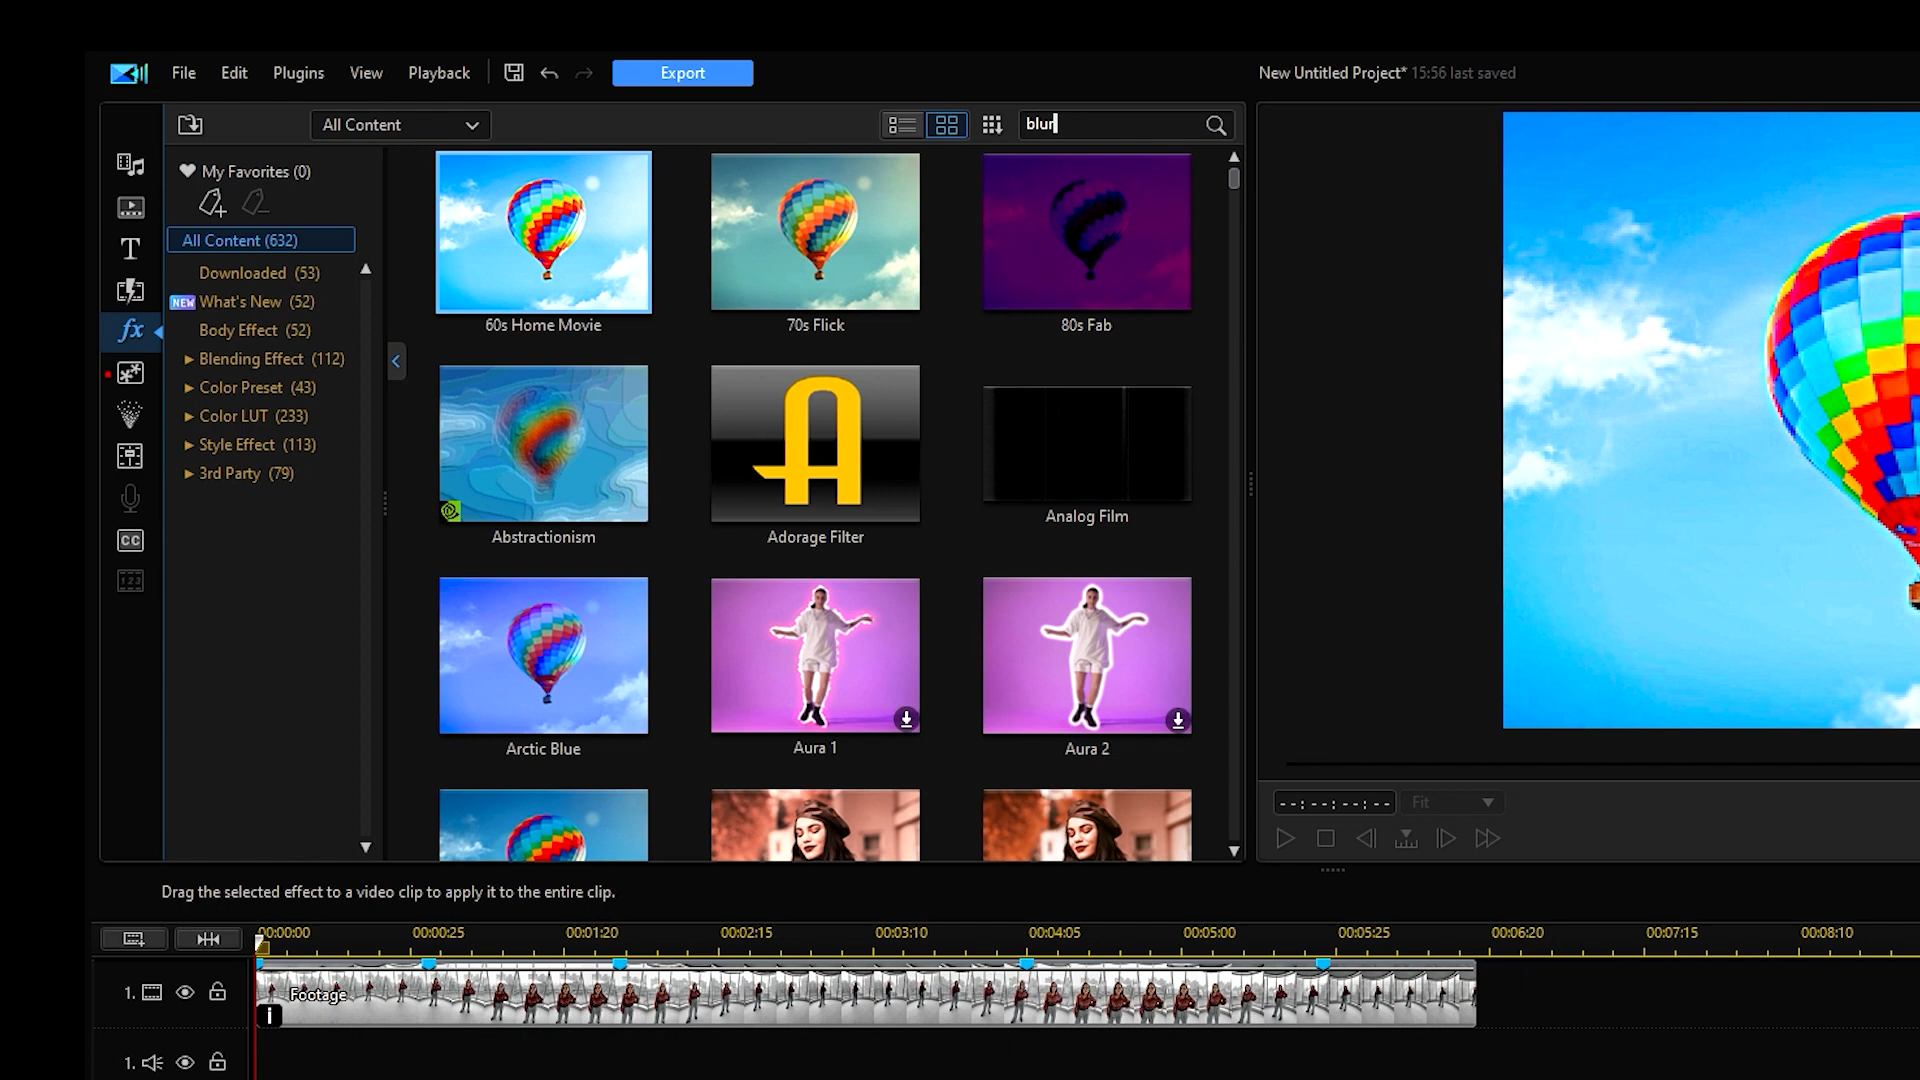 File Edit Plugins View Playback Export New Untitled Project* 15:56 last saved
All Content blur
My Favorites (0)
All Content (632)
Downloaded (53)
NEW What's New (52)
Body Effect (52)
Blending Effect (112)
Color Preset (43)
Color LUT (233)
Style Effect (113)
3rd Party (79)
60s Home Movie 70s Flick 80s Fab
Abstractionism Adorage Filter Analog Film
Arctic Blue Aura 1 Aura 2
T
fx
CC
123
--:--:--:-- Fit
Drag the selected effect to a video clip to apply it to the entire clip.
00:00:00 00:00:25 00:01:20 00:02:15 00:03:10 00:04:05 00:05:00 00:05:25 00:06:20 00:07:15 00:08:10
1. Footage
i
1.